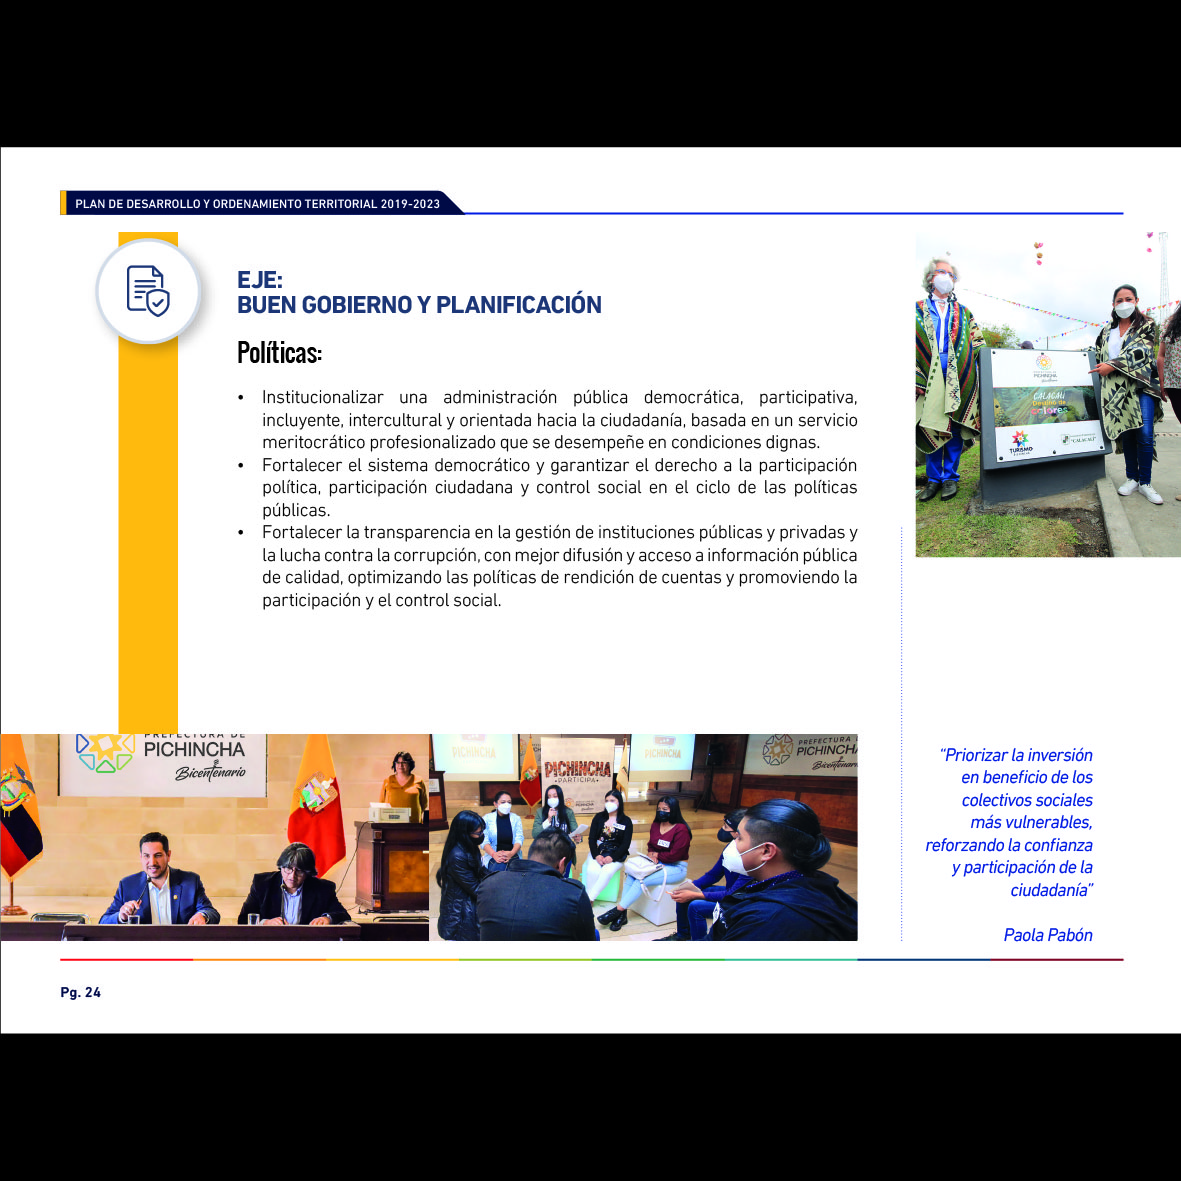 PLAN DE DESARROLLO Y ORDENAMIENTO TERRITORIAL 2019-2023
EJE:
BUEN GOBIERNO Y PLANIFICACIÓN
Políticas:
• Institucionalizar una administración pública democrática, participativa,
incluyente, intercultural y orientada hacia la ciudadanía, basada en un servicio
meritocrático profesionalizado que se desempeñe en condiciones dignas.
• Fortalecer el sistema democrático y garantizar el derecho a la participación
política, participación ciudadana y control social en el ciclo de las políticas
públicas.
• Fortalecer la transparencia en la gestión de instituciones públicas y privadas y
la lucha contra la corrupción, con mejor difusión y acceso a información pública
de calidad, optimizando las políticas de rendición de cuentas y promoviendo la
participación y el control social.
PICHINCHA
CALACALÍ
TURISMO
"CALACALÍ"
PREFECTURA DE
PICHINCHA
Bicentenario
PICHINCHA
PICHINCHA
PARTICIPA
PICHINCHA
PREFECTURA
PICHINCHA
Bicentenario
"Priorizar la inversión
en beneficio de los
colectivos sociales
más vulnerables,
reforzando la confianza
y participación de la
ciudadanía"
Paola Pabón
Pg. 24